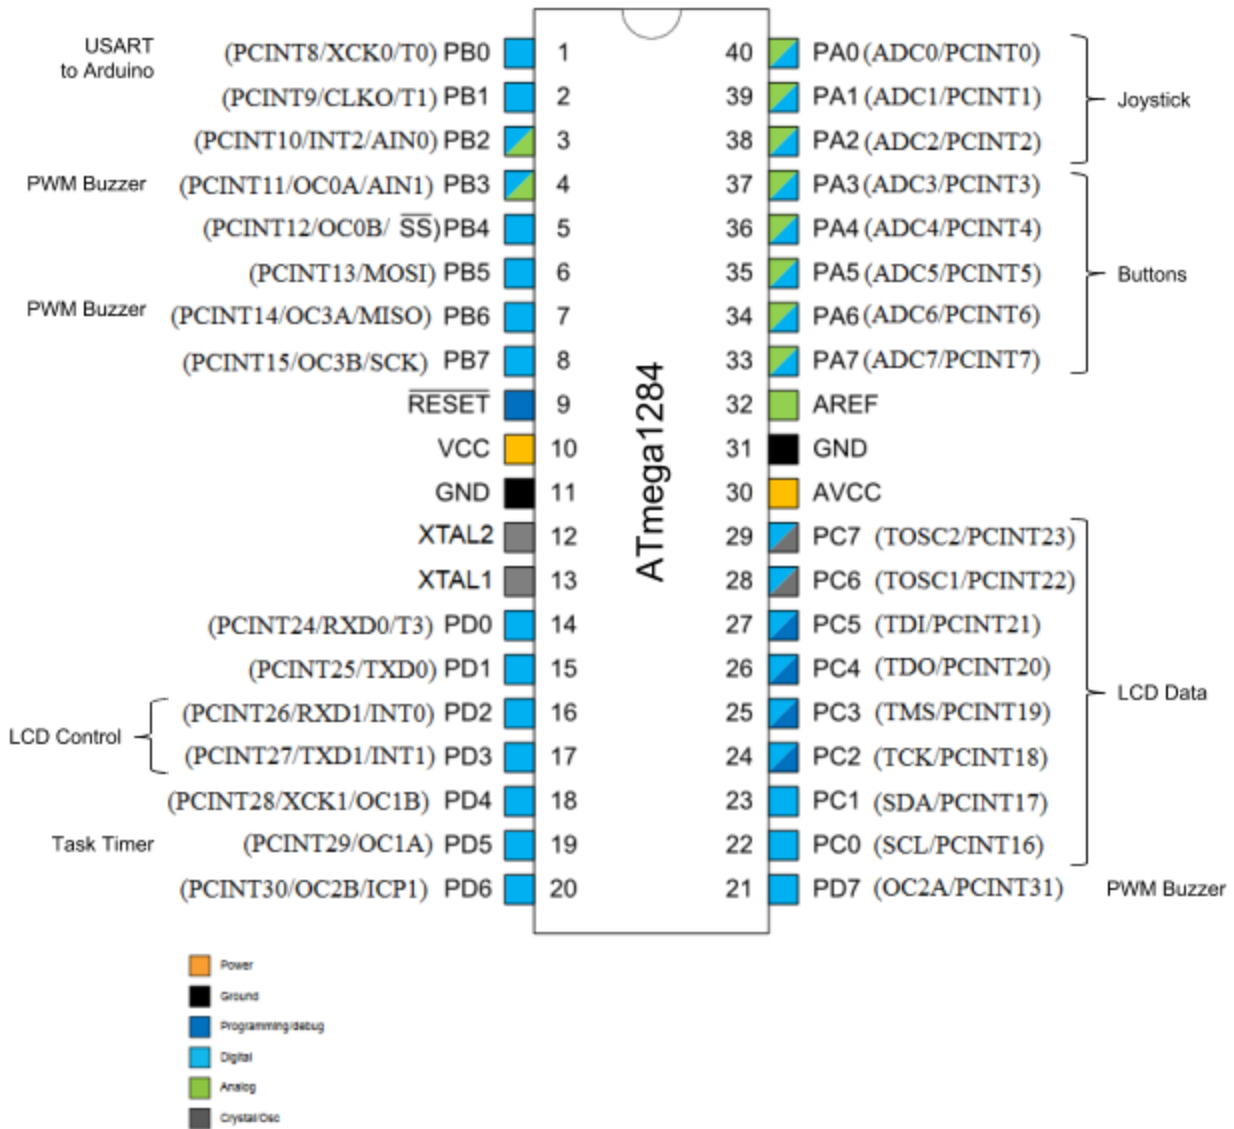 USART
to Arduino
(PCINT8/XCK0/T0) PB0 1 40 PA0 (ADC0/PCINT0)
(PCINT9/CLKO/T1) PB1 2 39 PA1 (ADC1/PCINT1) Joystick
(PCINT10/INT2/AIN0) PB2 3 38 PA2 (ADC2/PCINT2)
PWM Buzzer (PCINT11/OC0A/AIN1) PB3 4 37 PA3 (ADC3/PCINT3)
(PCINT12/OC0B/ SS) PB4 5 36 PA4 (ADC4/PCINT4)
(PCINT13/MOSI) PB5 6 35 PA5 (ADC5/PCINT5) Buttons
PWM Buzzer (PCINT14/OC3A/MISO) PB6 7 34 PA6 (ADC6/PCINT6)
(PCINT15/OC3B/SCK) PB7 8 33 PA7 (ADC7/PCINT7)
RESET 9 32 AREF
VCC 10 31 GND
GND 11 30 AVCC
XTAL2 12 29 PC7 (TOSC2/PCINT23)
XTAL1 13 28 PC6 (TOSC1/PCINT22)
(PCINT24/RXD0/T3) PD0 14 27 PC5 (TDI/PCINT21)
(PCINT25/TXD0) PD1 15 26 PC4 (TDO/PCINT20)
LCD Data
(PCINT26/RXD1/INT0) PD2 16 25 PC3 (TMS/PCINT19)
LCD Control
(PCINT27/TXD1/INT1) PD3 17 24 PC2 (TCK/PCINT18)
(PCINT28/XCK1/OC1B) PD4 18 23 PC1 (SDA/PCINT17)
Task Timer (PCINT29/OC1A) PD5 19 22 PC0 (SCL/PCINT16)
(PCINT30/OC2B/ICP1) PD6 20 21 PD7 (OC2A/PCINT31) PWM Buzzer
ATmega1284
Power
Ground
Programming/debug
Digital
Analog
Crystal/Osc